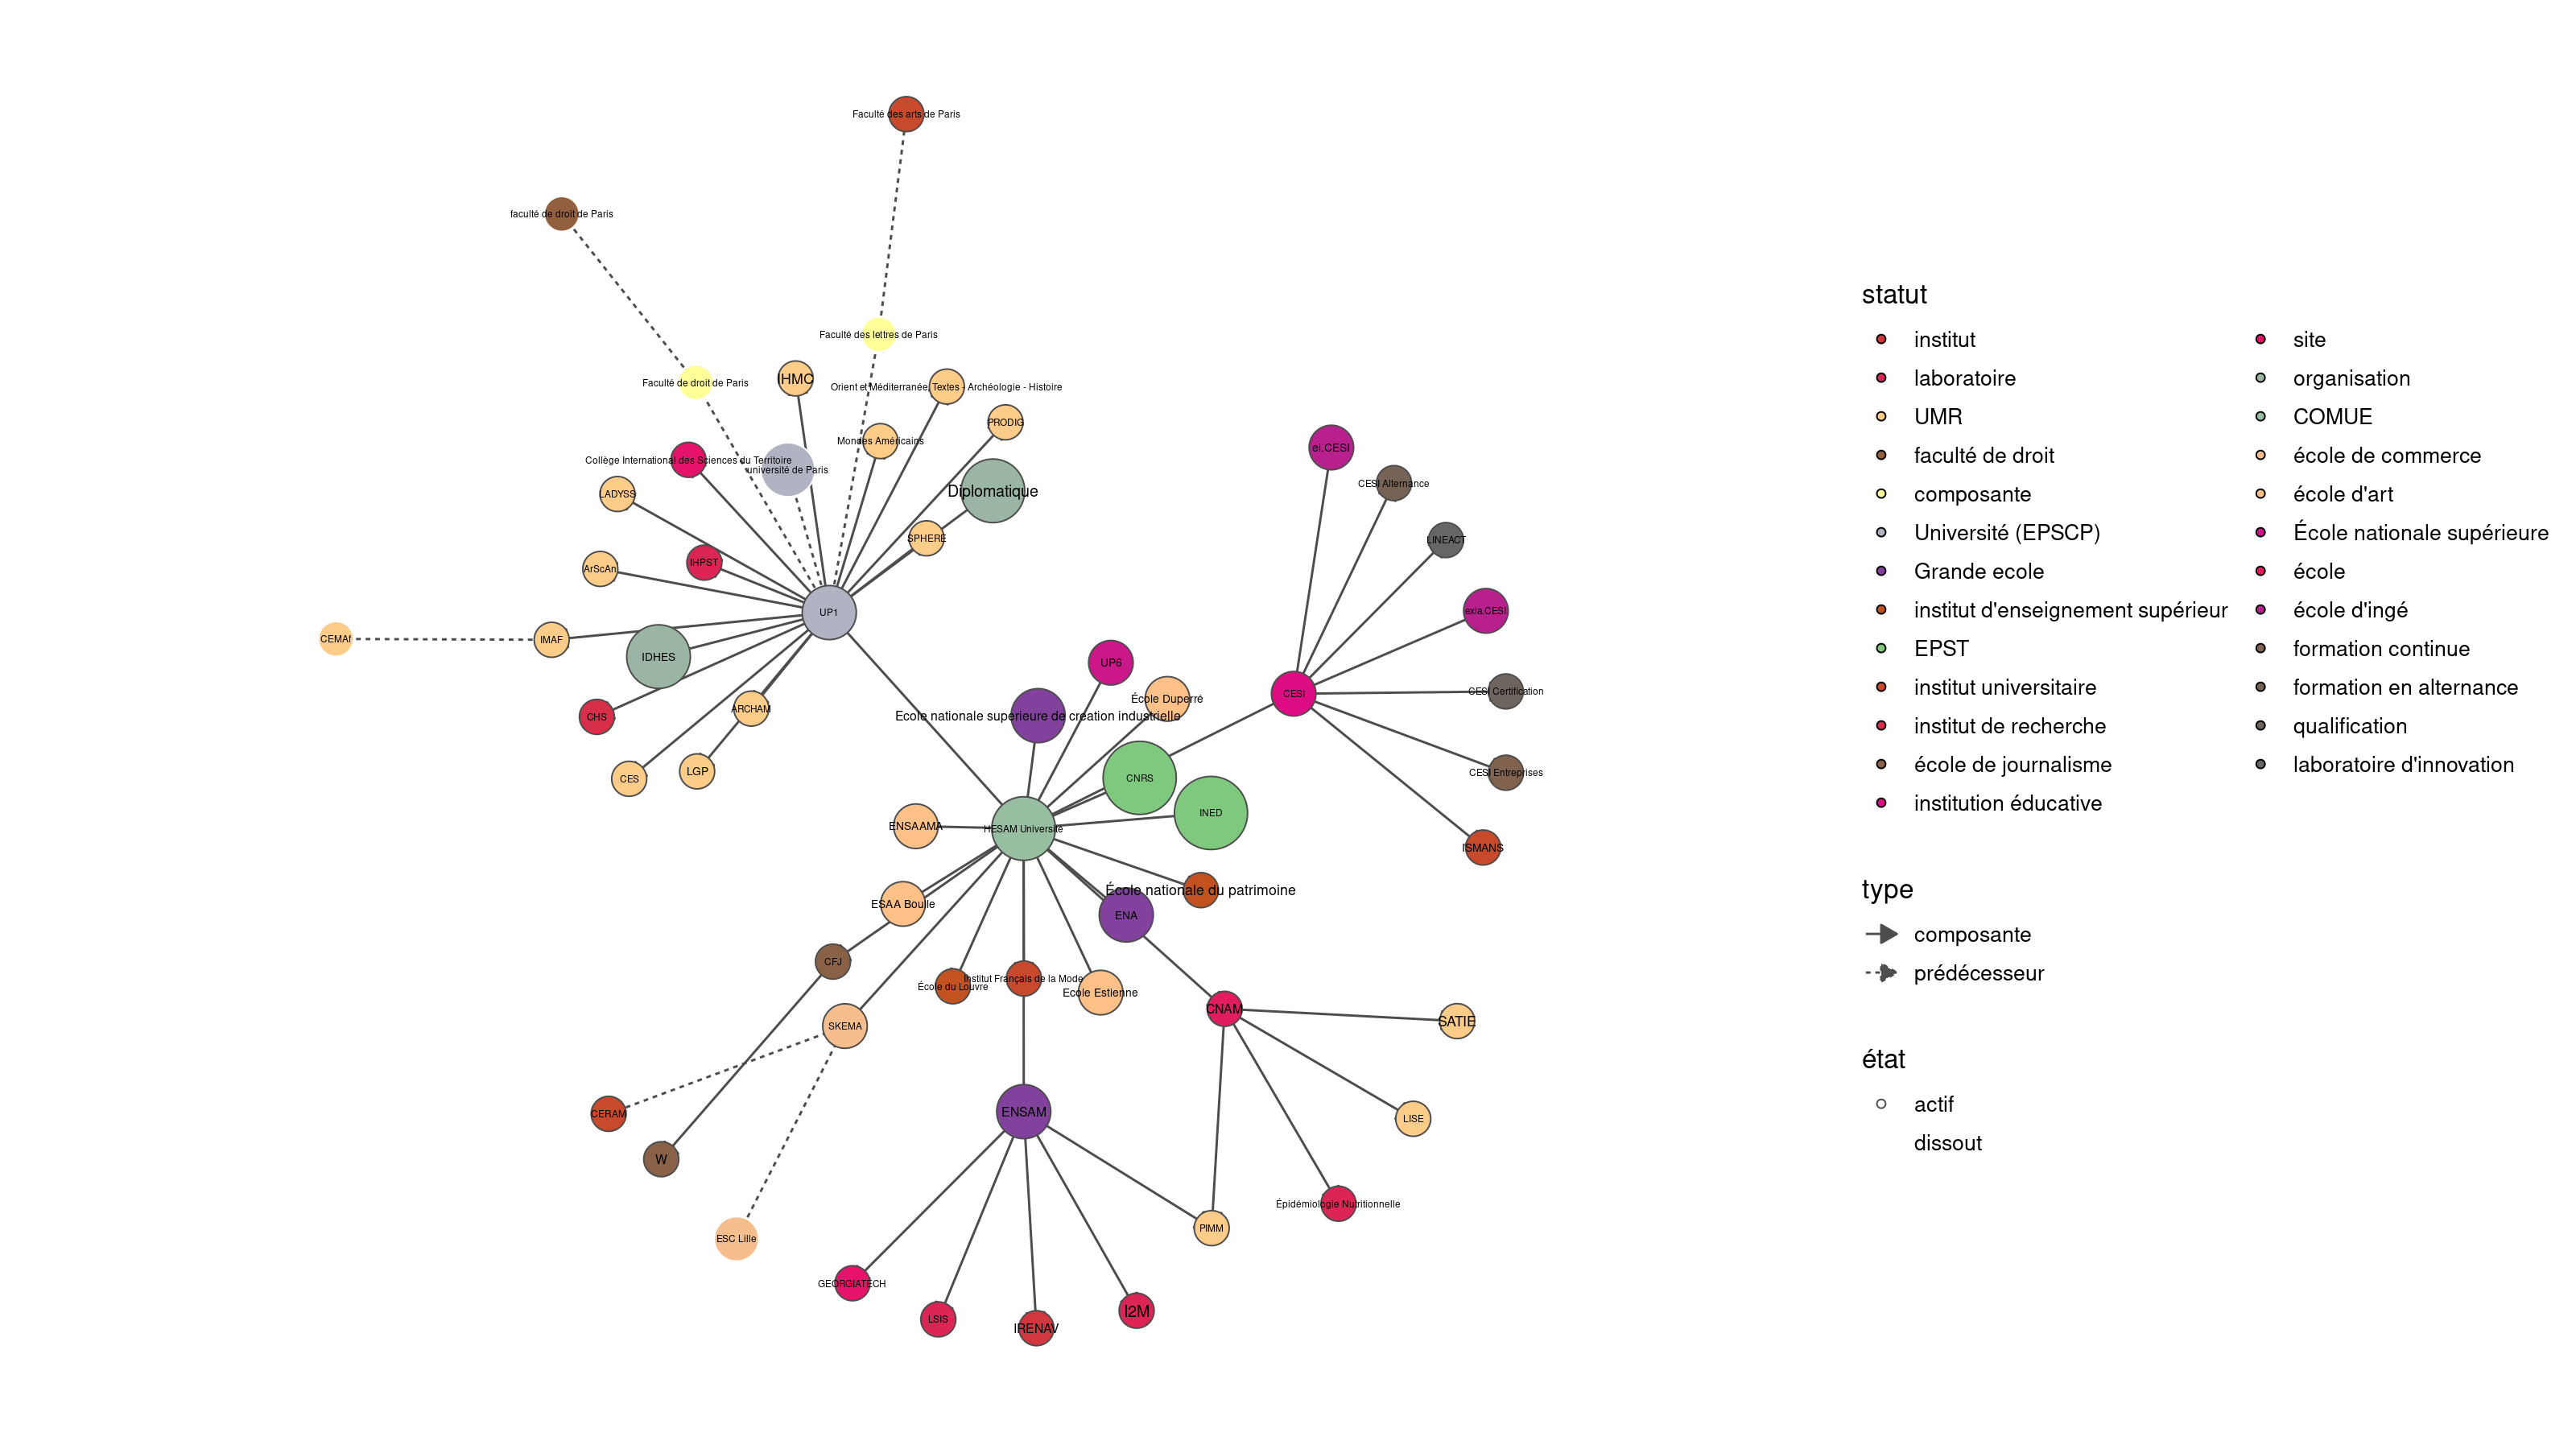 Faculté des arts de Paris
faculté de droit de Paris
Faculté des lettres de Paris
Faculté de droit de Paris
IHMC
Orient et Méditerranée, Textes - Archéologie - Histoire
PRODIG
Mondes Américains
Collège International des Sciences du Territoire
université de Paris
LADYSS
Diplomatique
SPHERE
IHPST
ArScAn
UP1
CEMAf
IMAF
IDHES
CHS
ARCHAM
CES
LGP
ei.CESI
CESI Alternance
LINEACT
exia.CESI
CESI
CESI Certification
CESI Entreprises
ISMANS
UP6
École Duperré
Ecole nationale supérieure de création industrielle
CNRS
INED
ENSAAMA
HESAM Université
École nationale du patrimoine
ESAA Boulle
ENA
CFJ
École du Louvre
Institut Français de la Mode
Ecole Estienne
CNAM
SATIE
SKEMA
CERAM
W
ENSAM
LISE
Épidémiologie Nutritionnelle
PIMM
ESC Lille
GEORGIATECH
LSIS
IRENAV
I2M
statut
institut
laboratoire
UMR
faculté de droit
composante
Université (EPSCP)
Grande ecole
institut d'enseignement supérieur
EPST
institut universitaire
institut de recherche
école de journalisme
institution éducative
site
organisation
COMUE
école de commerce
école d'art
École nationale supérieure
école
école d'ingé
formation continue
formation en alternance
qualification
laboratoire d'innovation
type
composante
prédécesseur
état
actif
dissout